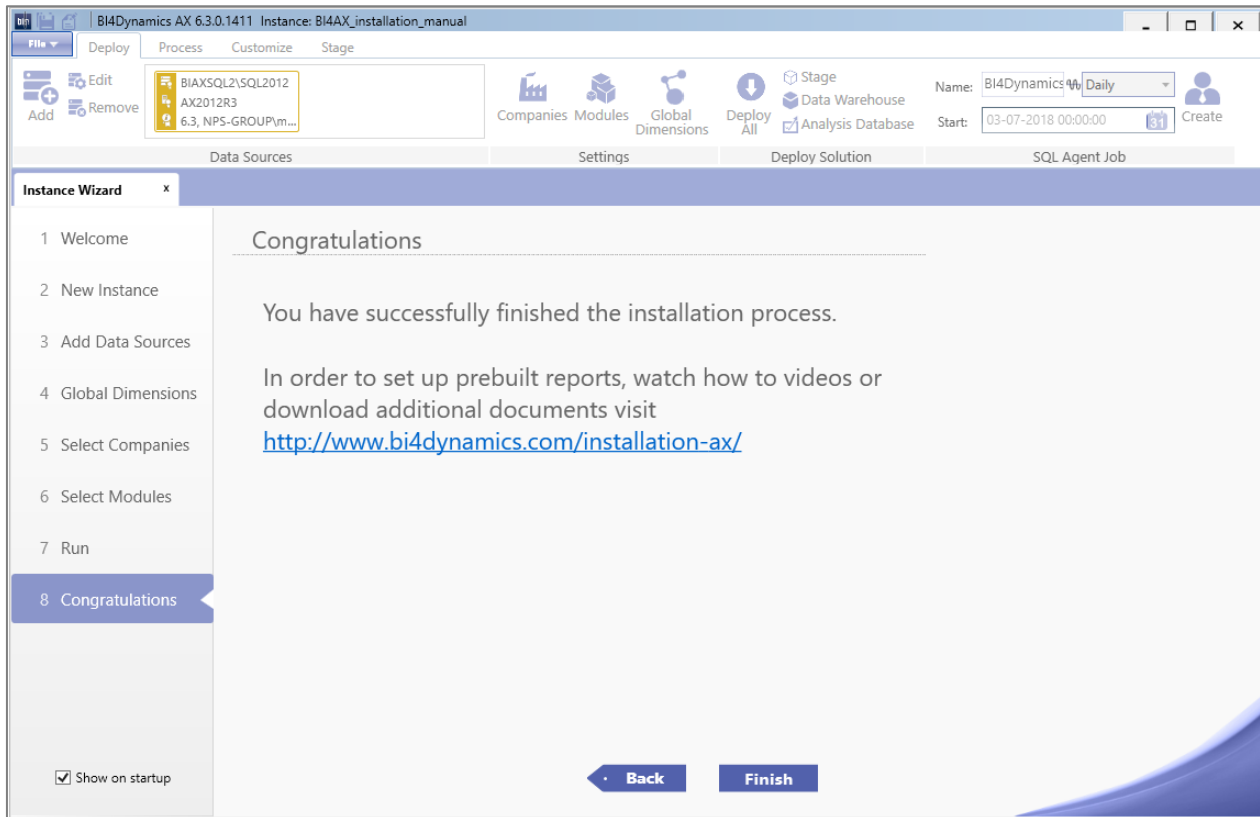 bi4 BI4Dynamics AX 6.3.0.1411 Instance: BI4AX_installation_manual
File Deploy Process Customize Stage
Add
Edit
Remove
BIAXSQL2\SQL2012
AX2012R3
6.3, NPS-GROUP\m...
Data Sources
Companies Modules Global Dimensions
Settings
Deploy All
Stage
Data Warehouse
Analysis Database
Deploy Solution
Name: BI4Dynamics Daily
Start: 03-07-2018 00:00:00 31
Create
SQL Agent Job
Instance Wizard x
1 Welcome
2 New Instance
3 Add Data Sources
4 Global Dimensions
5 Select Companies
6 Select Modules
7 Run
8 Congratulations
Show on startup
Congratulations
You have successfully finished the installation process.
In order to set up prebuilt reports, watch how to videos or
download additional documents visit
http://www.bi4dynamics.com/installation-ax/
Back Finish